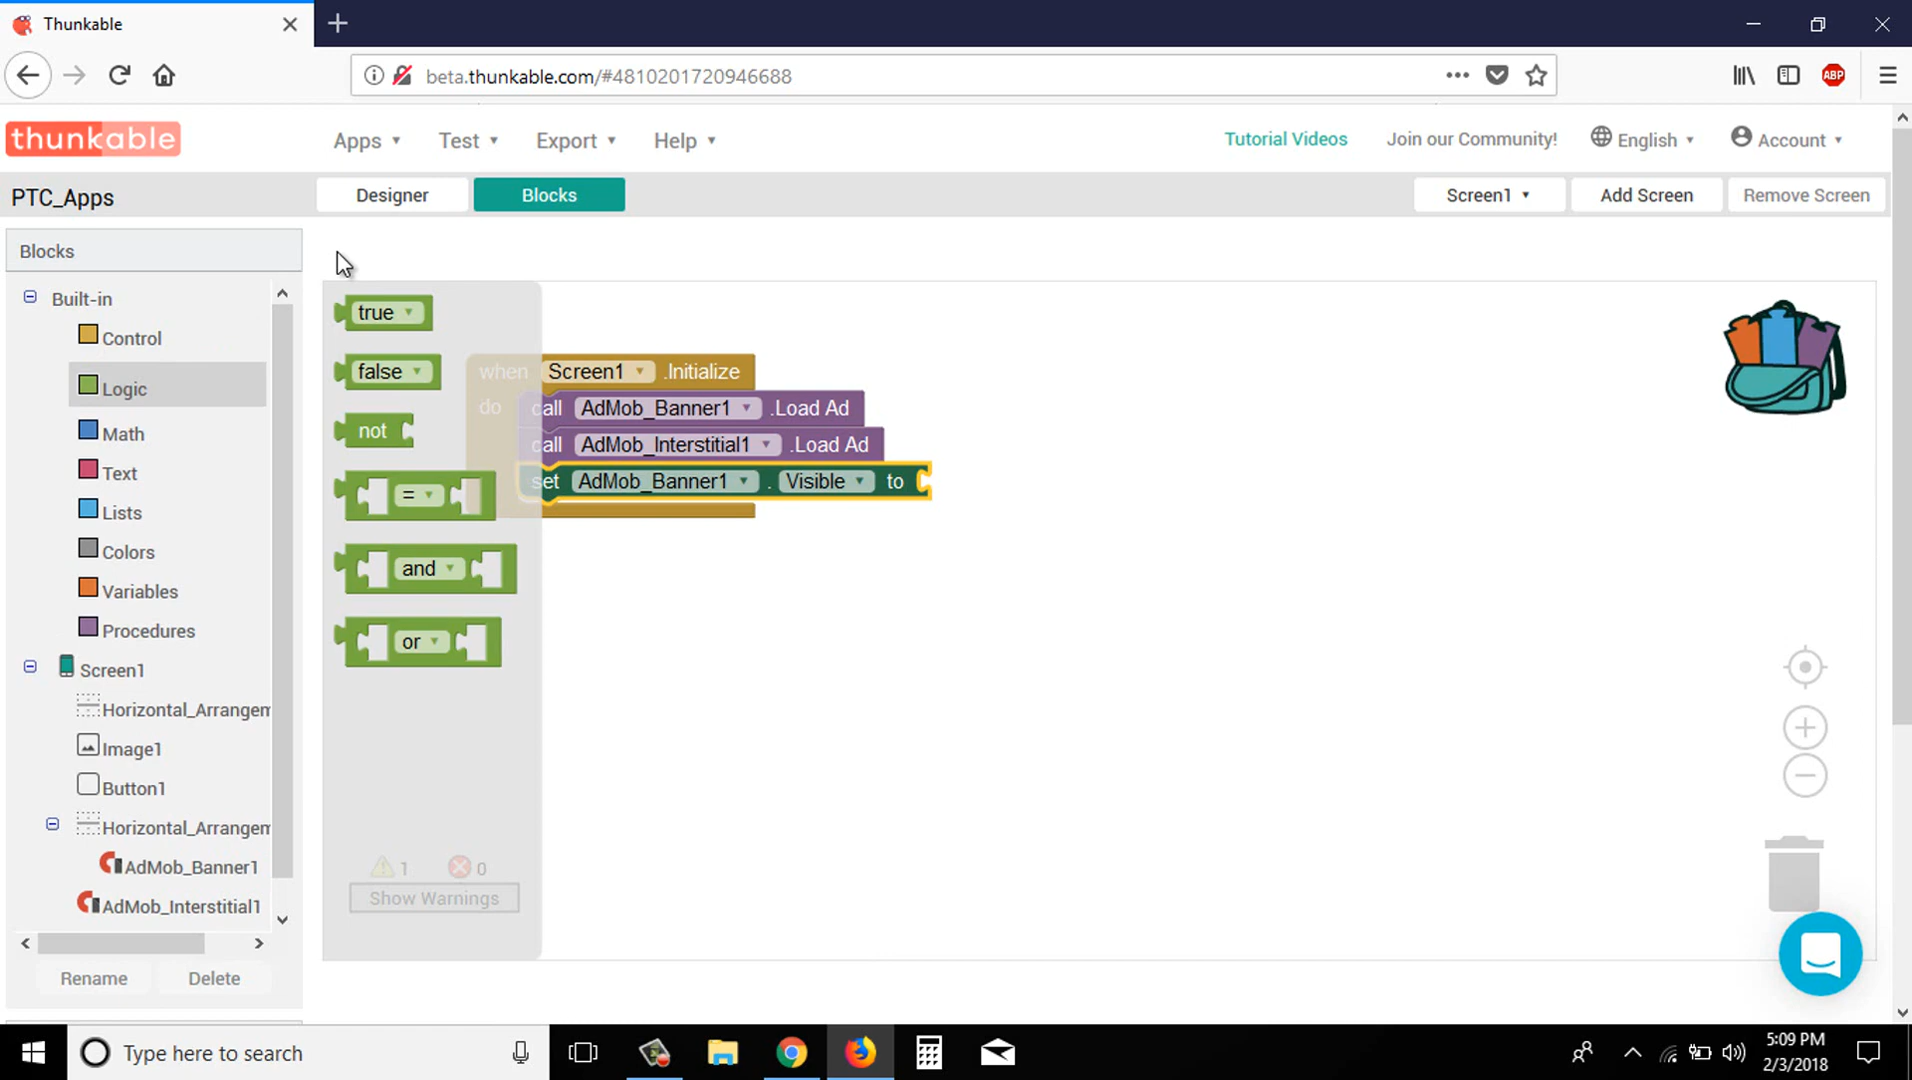 Thunkable
beta.thunkable.com/#4810201720946688
ABP
thunkable
Apps
Test
Export
Help
Tutorial Videos
Join our Community!
English
Account
PTC_Apps
Designer
Blocks
Screen1
Add Screen
Remove Screen
Blocks
Built-in
Control
Logic
Math
Text
Lists
Colors
Variables
Procedures
Screen1
Horizontal_Arrangem
Image1
Button1
Horizontal_Arrangem
AdMob_Banner1
AdMob_Interstitial1
Rename
Delete
true
false
not
=
and
or
when Screen1 .Initialize
do call AdMob_Banner1 .Load Ad
call AdMob_Interstitial1 .Load Ad
set AdMob_Banner1 . Visible to
1 0
Show Warnings
Type here to search
5:09 PM
2/3/2018